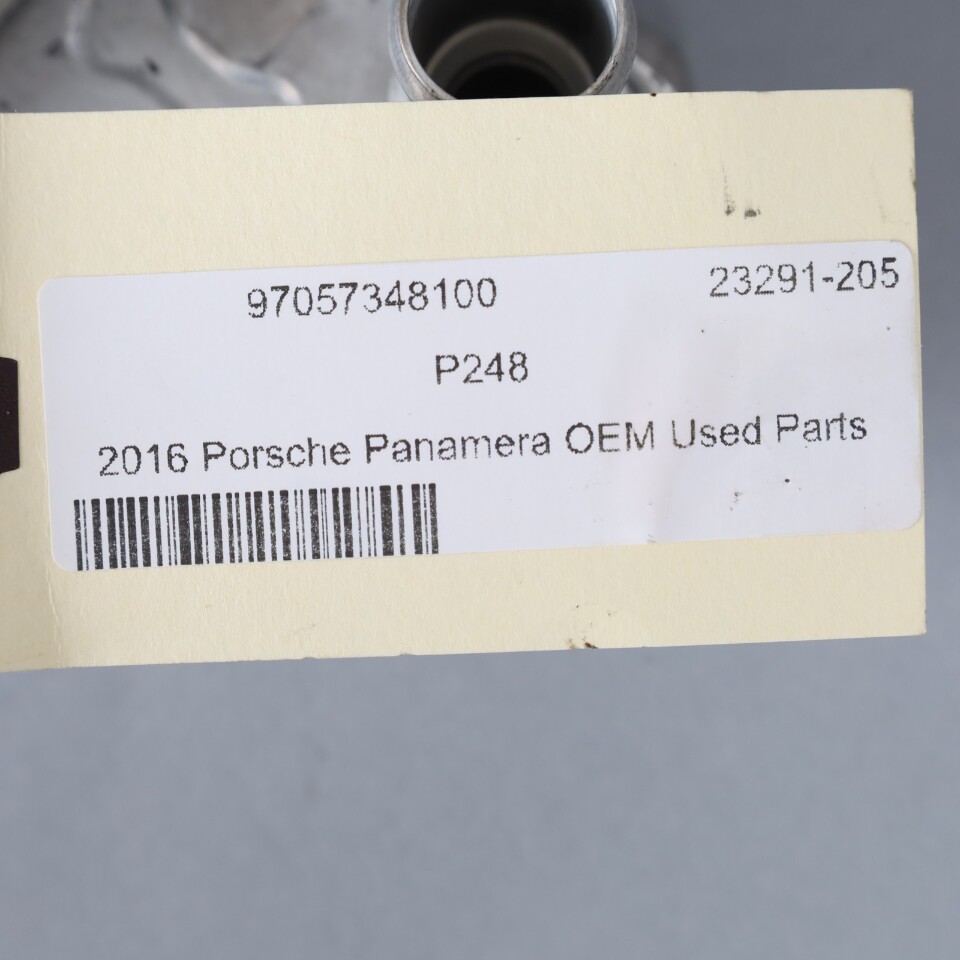 97057348100 23291-205
P248
2016 Porsche Panamera OEM Used Parts